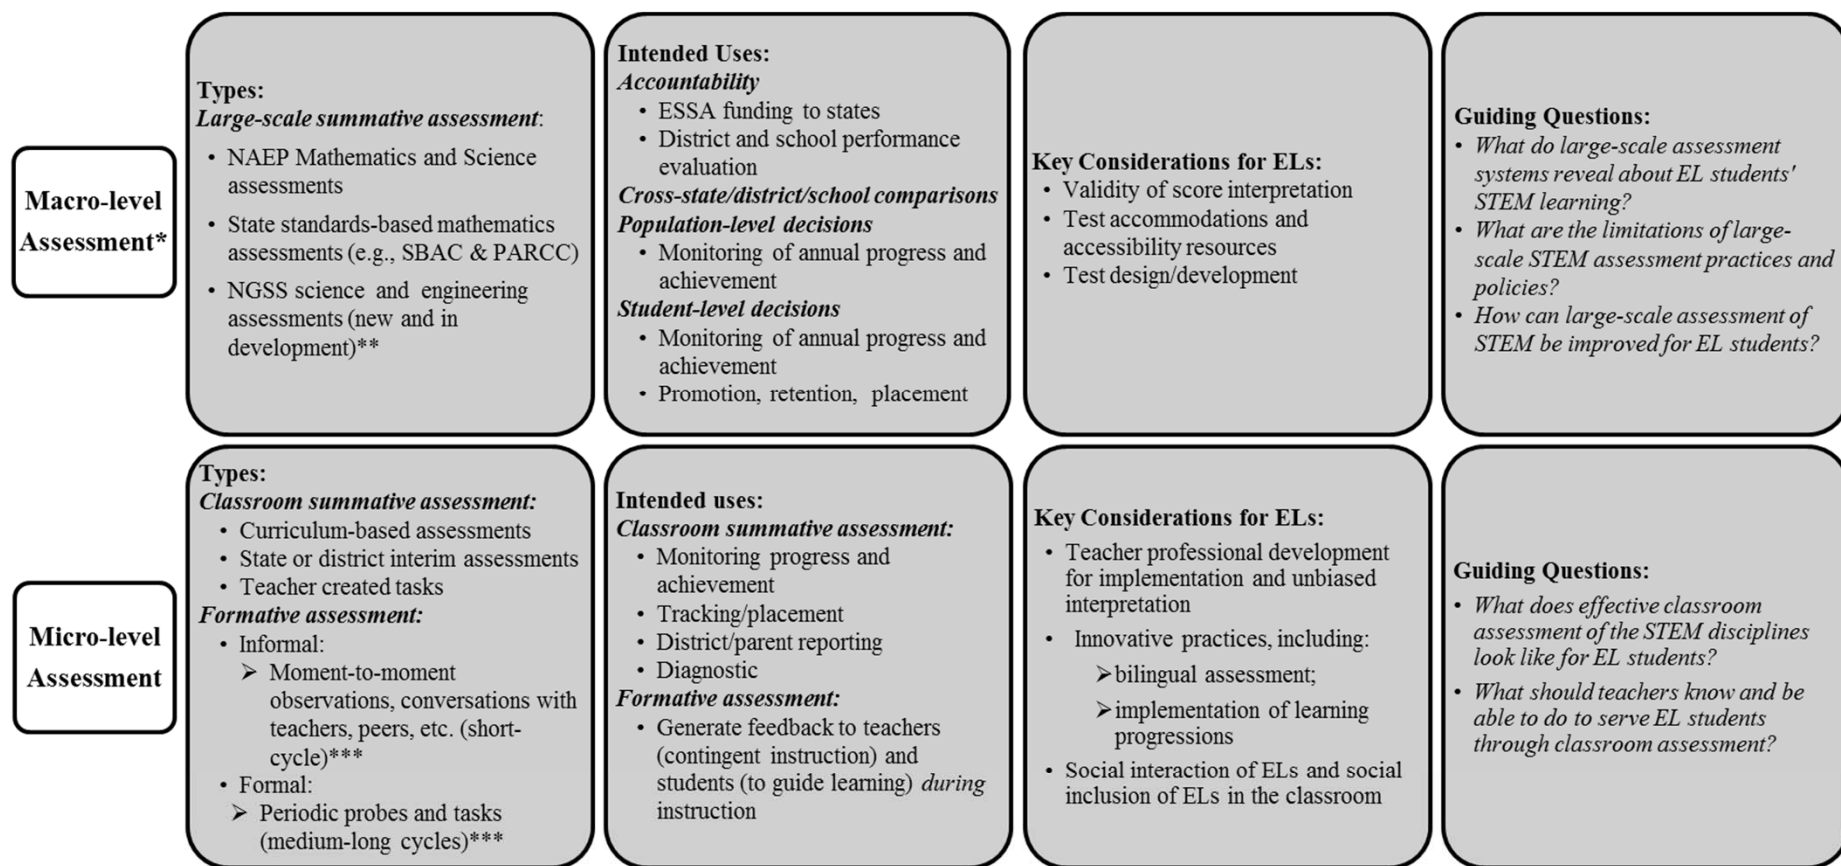 Macro-level
Assessment*
Types:
Large-scale summative assessment:
• NAEP Mathematics and Science
assessments
• State standards-based mathematics
assessments (e.g., SBAC & PARCC)
• NGSS science and engineering
assessments (new and in
development)**
Intended Uses:
Accountability
• ESSA funding to states
• District and school performance
evaluation
Cross-state/district/school comparisons
Population-level decisions
• Monitoring of annual progress and
achievement
Student-level decisions
• Monitoring of annual progress and
achievement
• Promotion, retention, placement
Key Considerations for ELs:
• Validity of score interpretation
• Test accommodations and
accessibility resources
• Test design/development
Guiding Questions:
• What do large-scale assessment
systems reveal about EL students'
STEM learning?
• What are the limitations of large-
scale STEM assessment practices and
policies?
• How can large-scale assessment of
STEM be improved for EL students?
Micro-level
Assessment
Types:
Classroom summative assessment:
• Curriculum-based assessments
• State or district interim assessments
• Teacher created tasks
Formative assessment:
• Informal:
➢ Moment-to-moment
observations, conversations with
teachers, peers, etc. (short-
cycle)***
• Formal:
➢ Periodic probes and tasks
(medium-long cycles)***
Intended uses:
Classroom summative assessment:
• Monitoring progress and
achievement
• Tracking/placement
• District/parent reporting
• Diagnostic
Formative assessment:
• Generate feedback to teachers
(contingent instruction) and
students (to guide learning) during
instruction
Key Considerations for ELs:
• Teacher professional development
for implementation and unbiased
interpretation
• Innovative practices, including:
➢bilingual assessment;
➢implementation of learning
progressions
• Social interaction of ELs and social
inclusion of ELs in the classroom
Guiding Questions:
• What does effective classroom
assessment of the STEM disciplines
look like for EL students?
• What should teachers know and be
able to do to serve EL students
through classroom assessment?